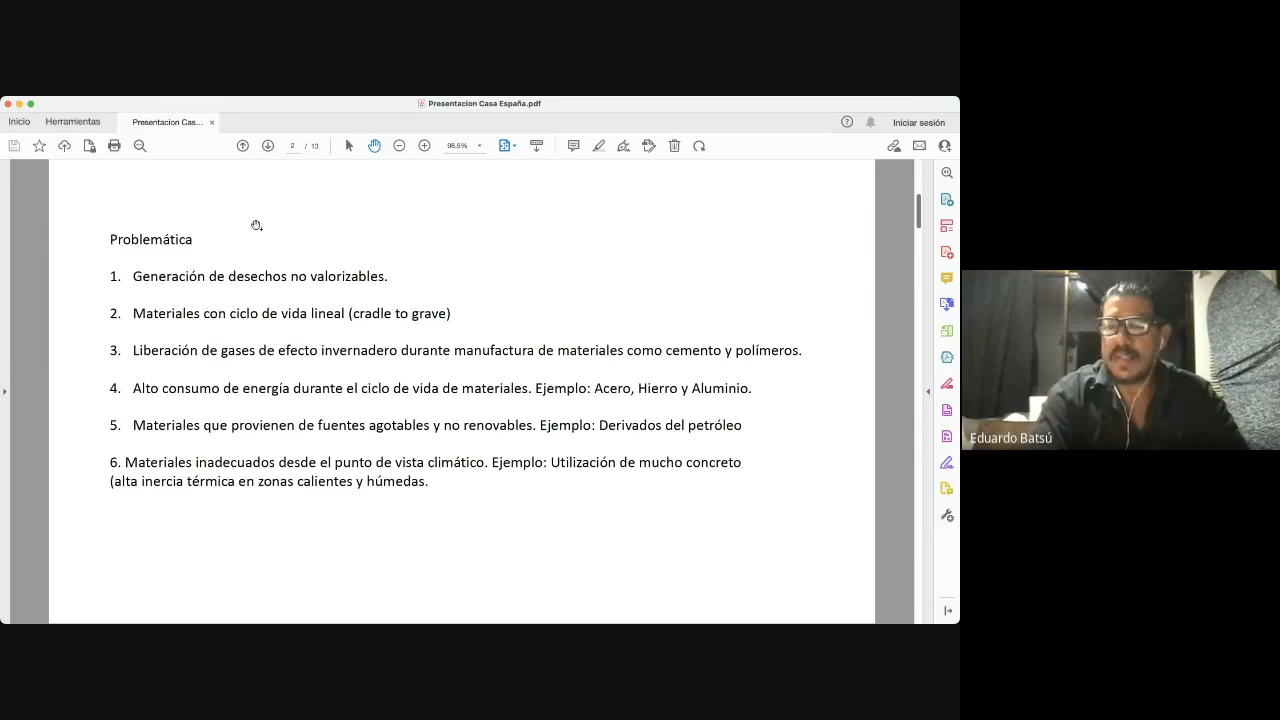 Presentacion Casa España.pdf
Inicio
Herramientas
Presentacion Cas...
Iniciar sesión
2 / 13
98,5%
Problemática
1. Generación de desechos no valorizables.
2. Materiales con ciclo de vida lineal (cradle to grave)
3. Liberación de gases de efecto invernadero durante manufactura de materiales como cemento y polímeros.
4. Alto consumo de energía durante el ciclo de vida de materiales. Ejemplo: Acero, Hierro y Aluminio.
5. Materiales que provienen de fuentes agotables y no renovables. Ejemplo: Derivados del petróleo
6. Materiales inadecuados desde el punto de vista climático. Ejemplo: Utilización de mucho concreto
(alta inercia térmica en zonas calientes y húmedas.
Eduardo Batsú